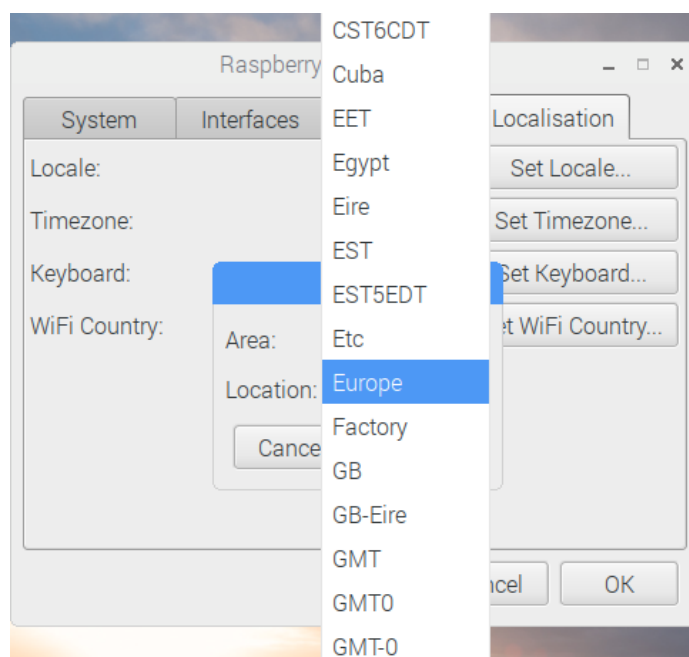 Raspberry
System
Interfaces
Localisation
Locale:
Set Locale...
Timezone:
Set Timezone...
Keyboard:
Set Keyboard...
WiFi Country:
et WiFi Country...
Area:
Location:
Cance
CST6CDT
Cuba
EET
Egypt
Eire
EST
EST5EDT
Etc
Europe
Factory
GB
GB-Eire
GMT
GMT0
GMT-0
ncel
OK